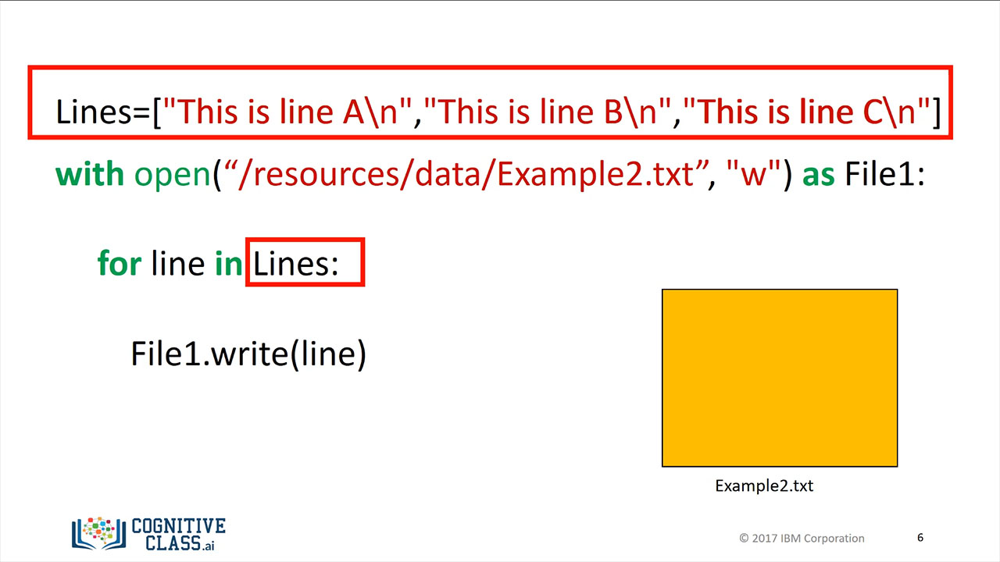 Lines=["This is line A\n","This is line B\n","This is line C\n"]
with open(“/resources/data/Example2.txt”, "w") as File1:
for line in Lines:
File1.write(line)
Example2.txt
COGNITIVE
CLASS.ai
© 2017 IBM Corporation
6